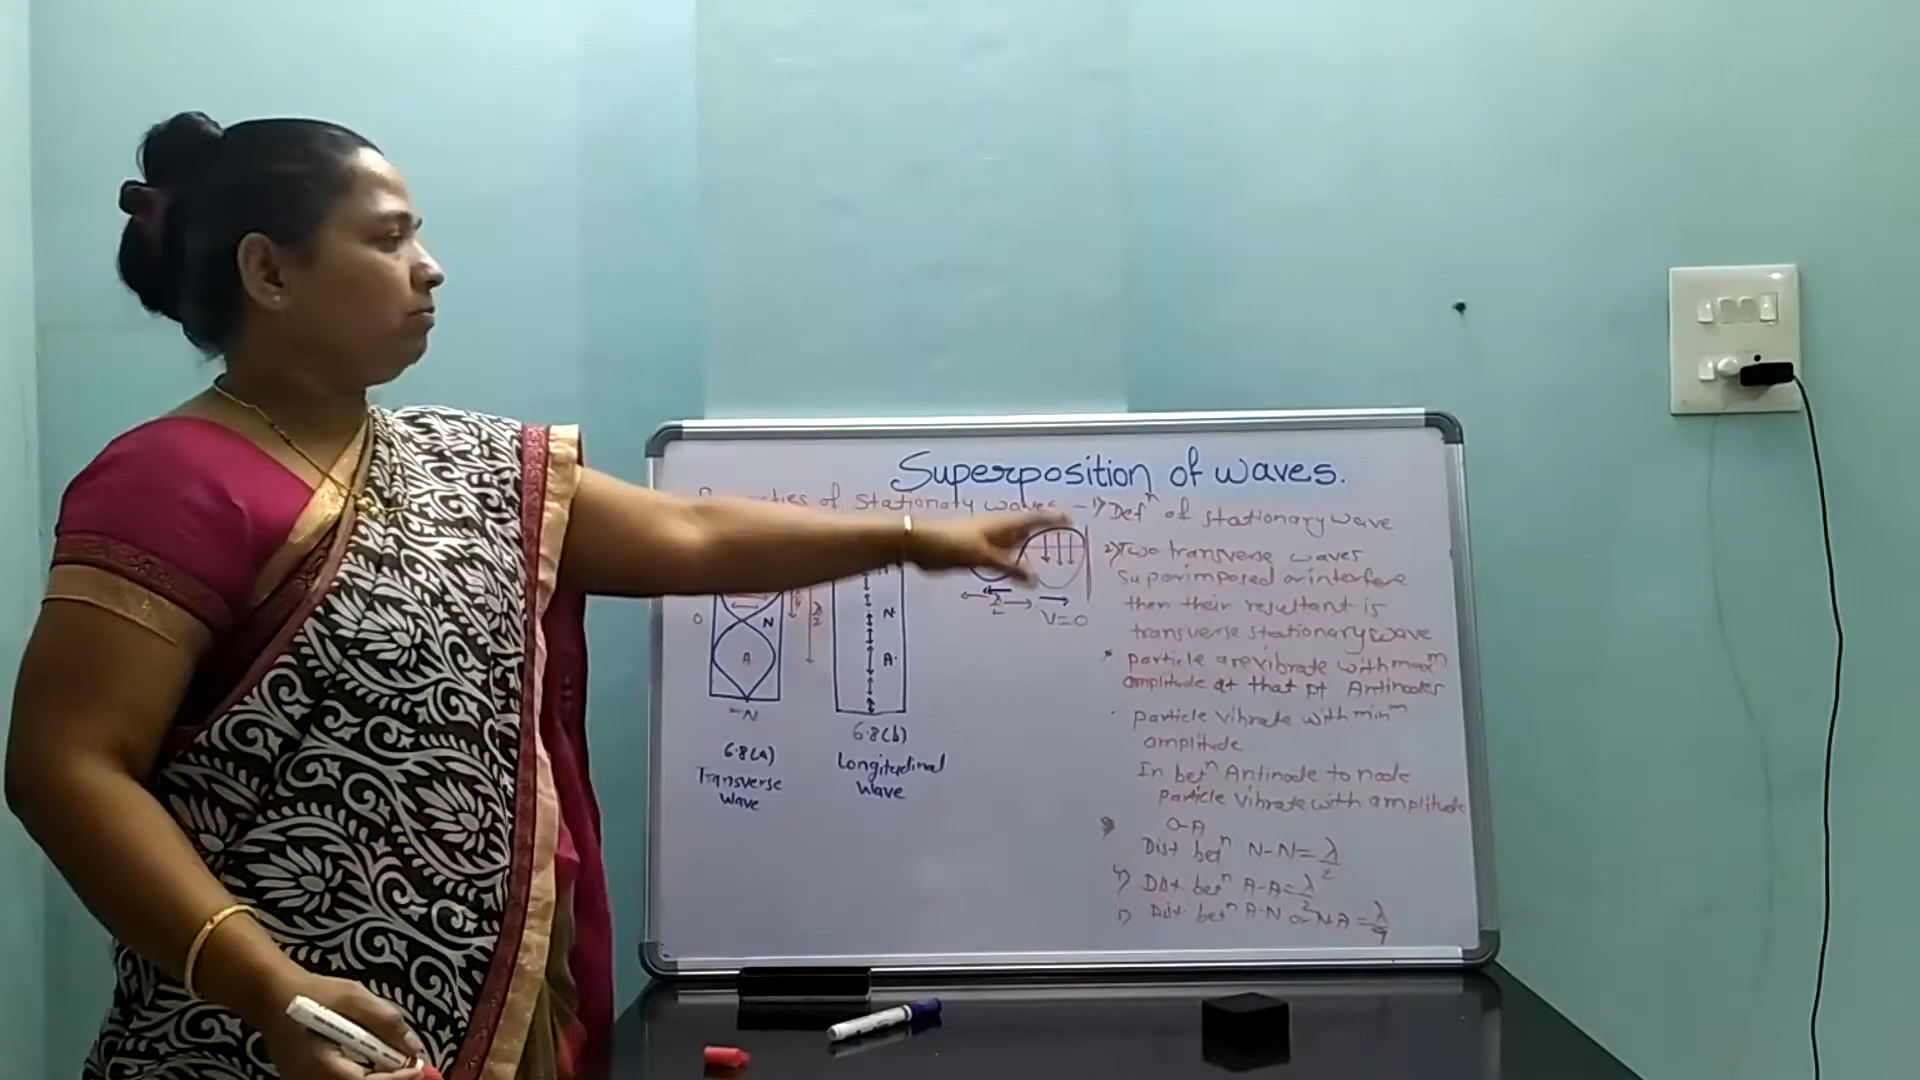 Superposition of waves.
of stationary waves - 1) Defⁿ of stationary wave
2) Two transverse waves
superimposed or interfere
then their resultant is
transverse stationary wave
* particle are vibrate with maxᵐ
amplitude at that pt Antinodes
· particle vibrate with minᵐ
amplitude
In betⁿ Antinode to node
particle vibrate with amplitude
O-A
Dist betⁿ N-N=λ/2
4) Dist. betⁿ A-A=λ/2
Dist. betⁿ A-N or N-A =λ/4
O
N
A
N
6.8(a)
Transverse
Wave
λ/2
N
A
6.8(b)
Longitudinal
Wave
λ/2
V=0